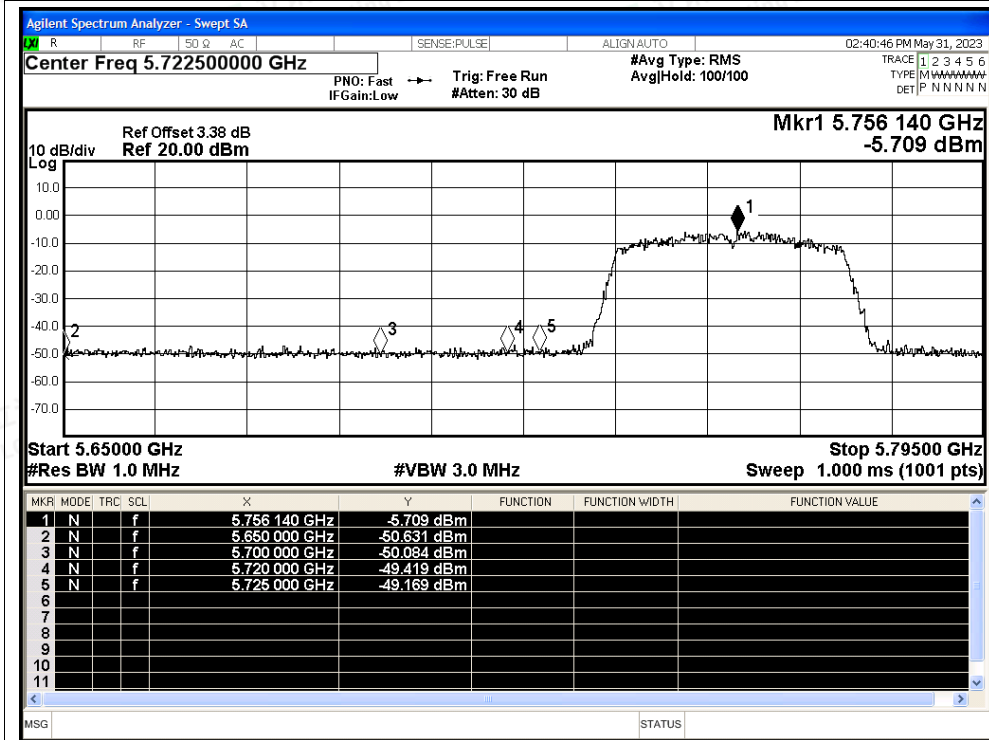 Agilent Spectrum Analyzer - Swept SA
LXI R RF 50 Ω AC SENSE:PULSE ALIGN AUTO 02:40:46 PM May 31, 2023
Center Freq 5.722500000 GHz #Avg Type: RMS TRACE 1 2 3 4 5 6
PNO: Fast Trig: Free Run Avg|Hold: 100/100 TYPE M WWWWW
IFGain:Low #Atten: 30 dB DET P N N N N N
Mkr1 5.756 140 GHz
-5.709 dBm
Ref Offset 3.38 dB
10 dB/div Ref 20.00 dBm
Log
10.0
0.00
-10.0
-20.0
-30.0
-40.0
-50.0
-60.0
-70.0
1
2
3
4
5
Start 5.65000 GHz Stop 5.79500 GHz
#Res BW 1.0 MHz #VBW 3.0 MHz Sweep 1.000 ms (1001 pts)
MKR MODE TRC SCL X Y FUNCTION FUNCTION WIDTH FUNCTION VALUE
1 N f 5.756 140 GHz -5.709 dBm
2 N f 5.650 000 GHz -50.631 dBm
3 N f 5.700 000 GHz -50.084 dBm
4 N f 5.720 000 GHz -49.419 dBm
5 N f 5.725 000 GHz -49.169 dBm
6
7
8
9
10
11
MSG STATUS